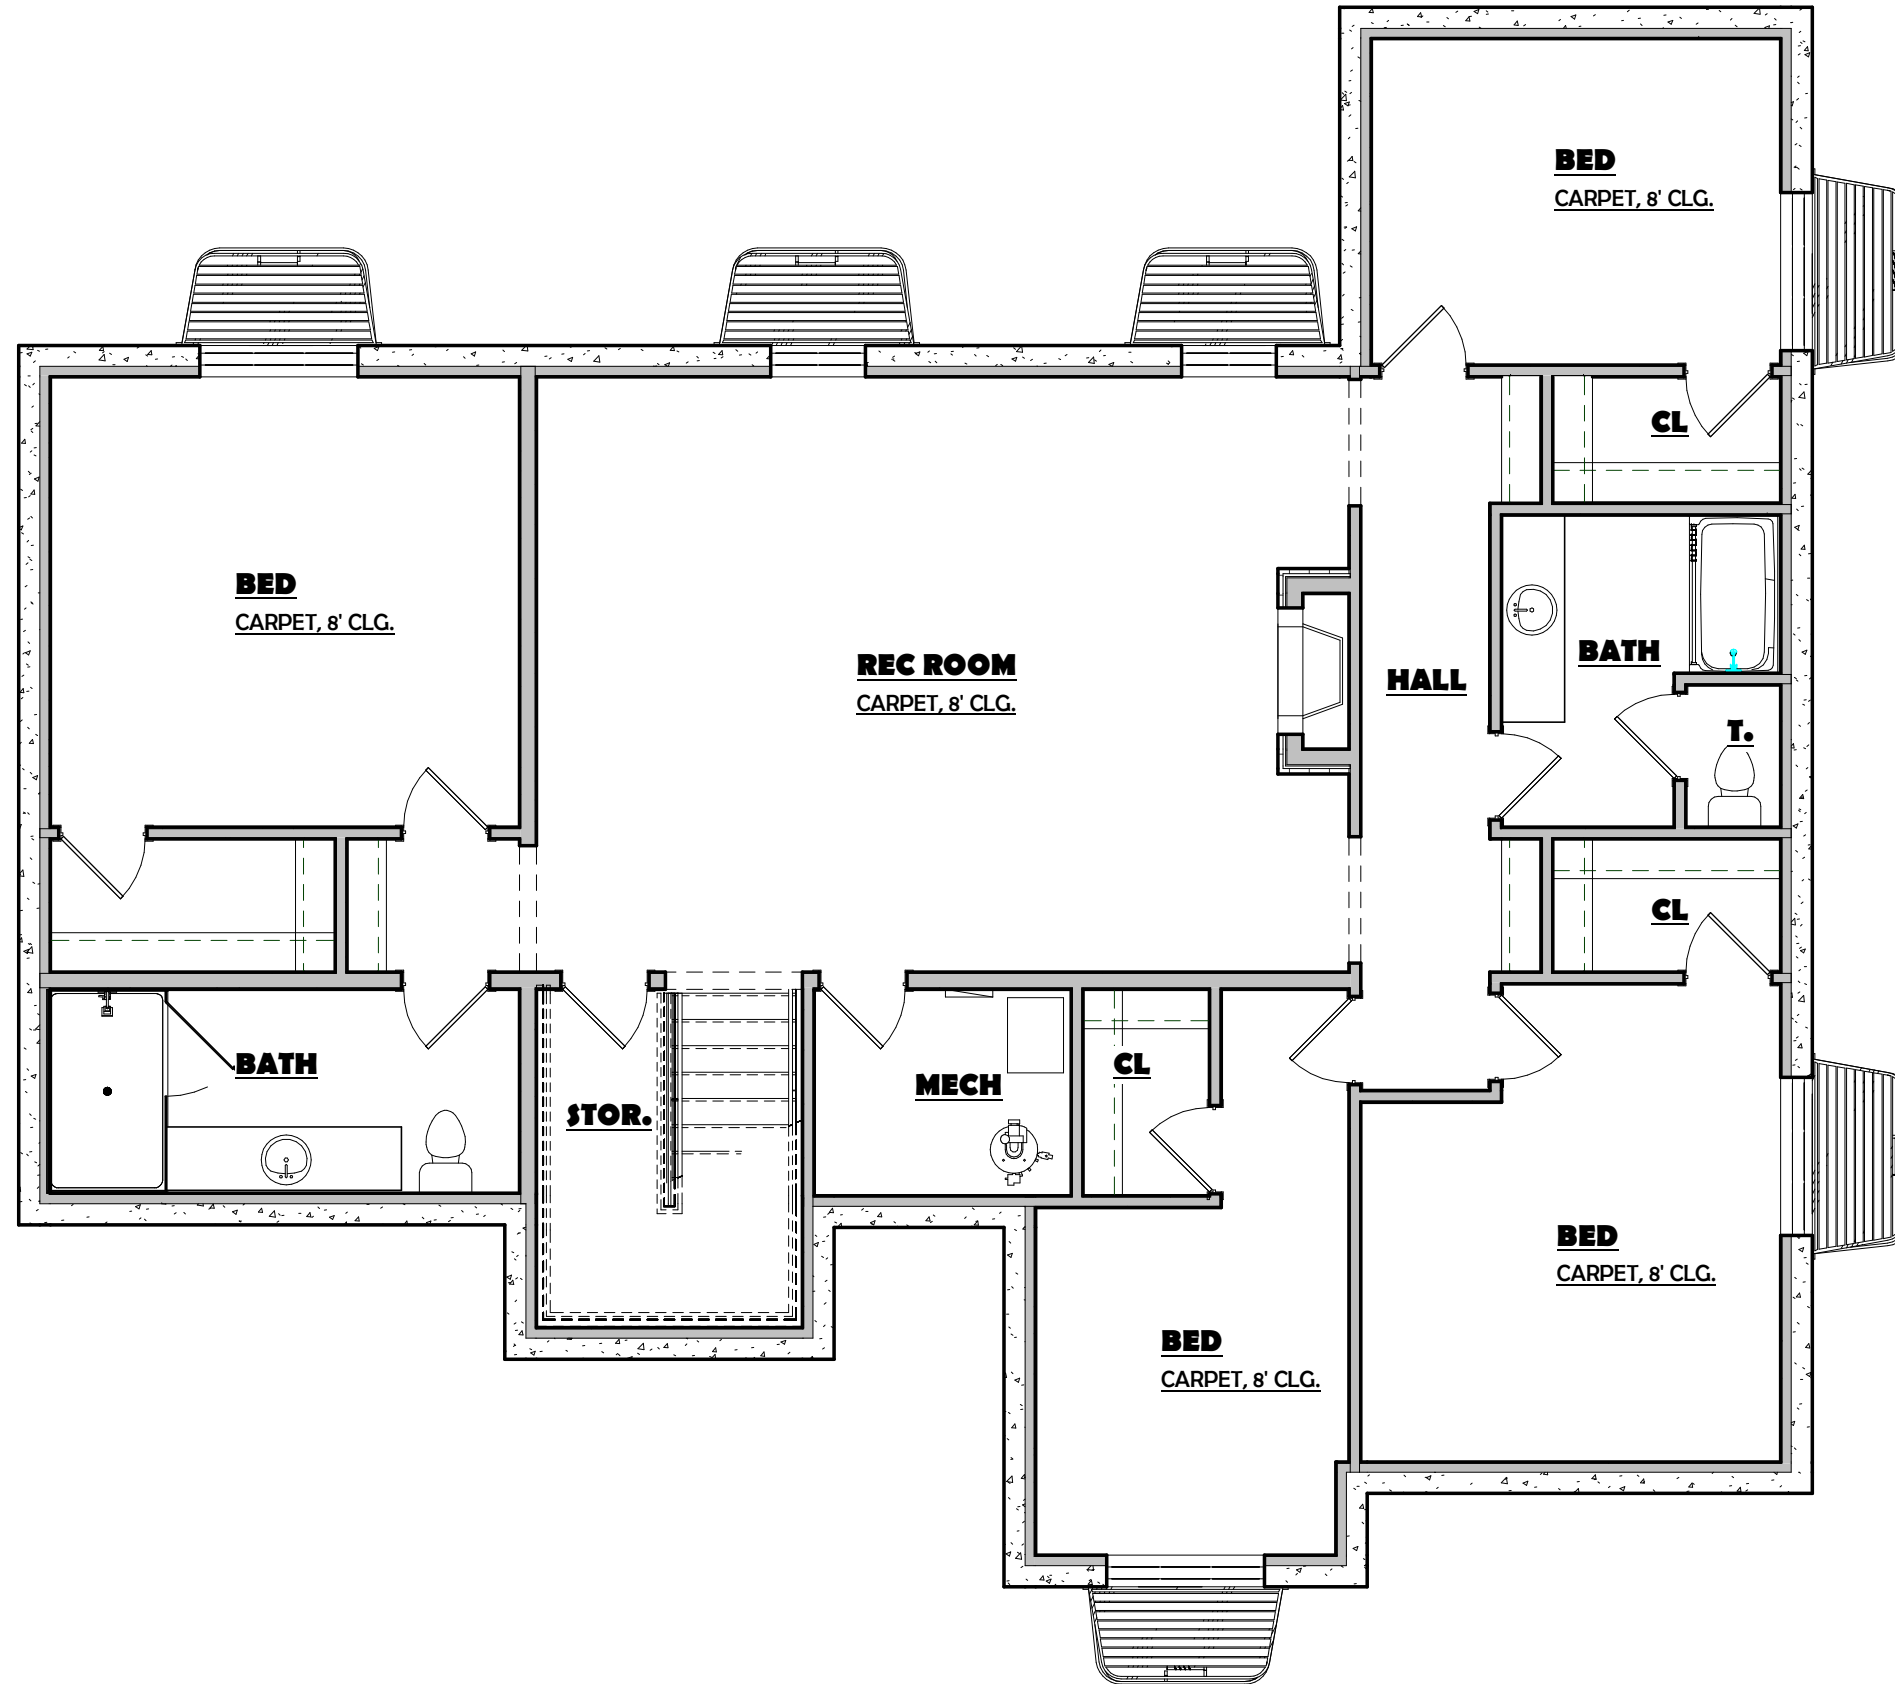 BED
CARPET, 8' CLG.
CL
BED
CARPET, 8' CLG.
REC ROOM
CARPET, 8' CLG.
HALL
BATH
T.
CL
BATH
STOR.
MECH
CL
BED
CARPET, 8' CLG.
BED
CARPET, 8' CLG.